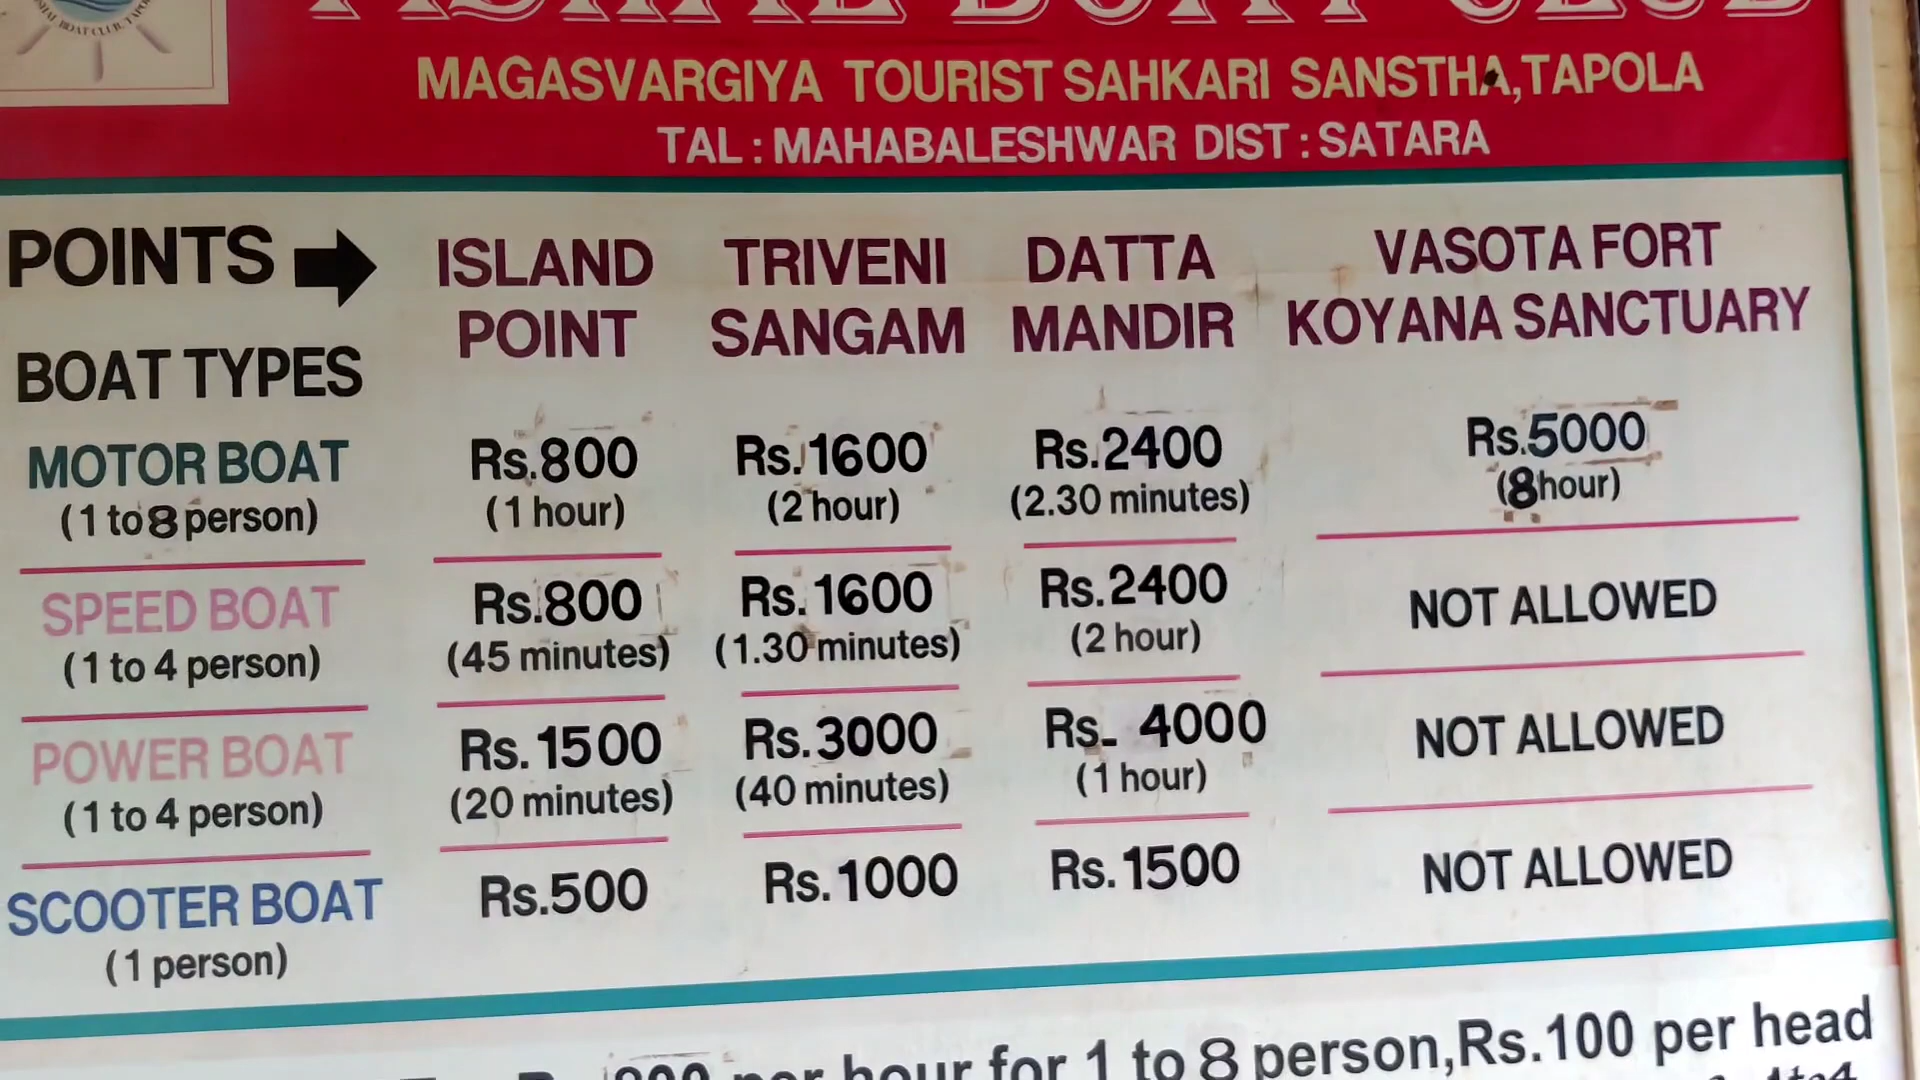 BOAT CLUB
MAGASVARGIYA TOURIST SAHKARI SANSTHA,TAPOLA
TAL : MAHABALESHWAR DIST : SATARA
POINTS ISLAND POINT TRIVENI SANGAM DATTA MANDIR VASOTA FORT KOYANA SANCTUARY
BOAT TYPES
MOTOR BOAT Rs.800 Rs.1600 Rs.2400 Rs.5000
(1 to 8 person) (1 hour) (2 hour) (2.30 minutes) (8hour)
SPEED BOAT Rs.800 Rs.1600 Rs.2400 NOT ALLOWED
(1 to 4 person) (45 minutes) (1.30 minutes) (2 hour)
POWER BOAT Rs.1500 Rs.3000 Rs. 4000 NOT ALLOWED
(1 to 4 person) (20 minutes) (40 minutes) (1 hour)
SCOOTER BOAT Rs.500 Rs.1000 Rs.1500 NOT ALLOWED
(1 person)
per hour for 1 to 8 person,Rs.100 per head